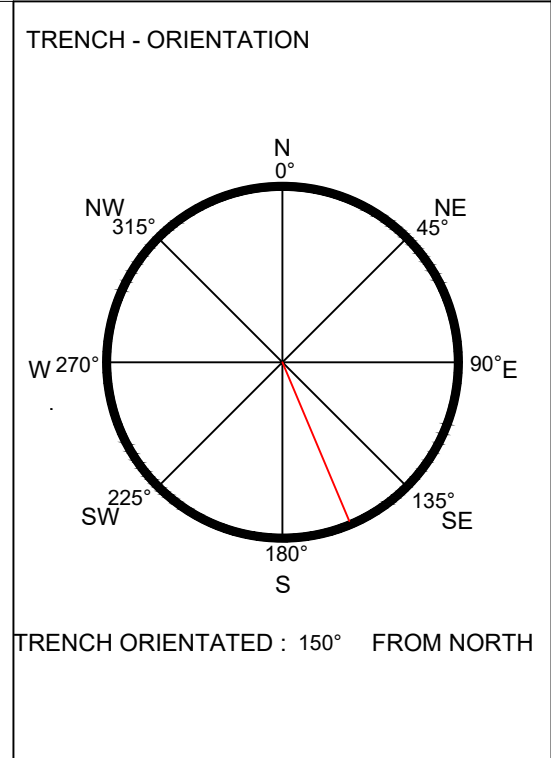 TRENCH - ORIENTATION
N
0°
NW
NE
315°
45°
W 270°
90° E
225°
135°
SW
SE
180°
S
TRENCH ORIENTATED : 150° FROM NORTH